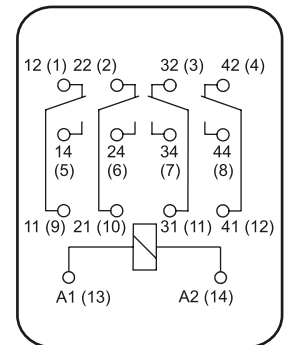 12 (1) 22 (2) 32 (3) 42 (4)
14 24 34 44
(5) (6) (7) (8)
11 (9) 21 (10) 31 (11) 41 (12)
A1 (13) A2 (14)